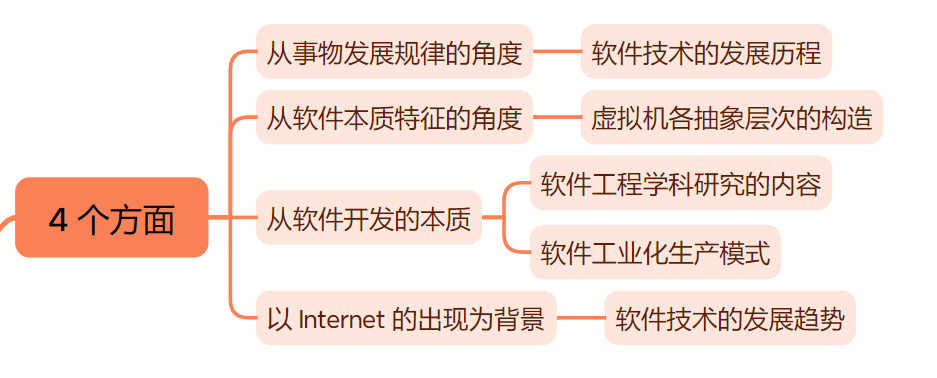 4 个方面
从事物发展规律的角度
软件技术的发展历程
从软件本质特征的角度
虚拟机各抽象层次的构造
从软件开发的本质
软件工程学科研究的内容
软件工业化生产模式
以 Internet 的出现为背景
软件技术的发展趋势